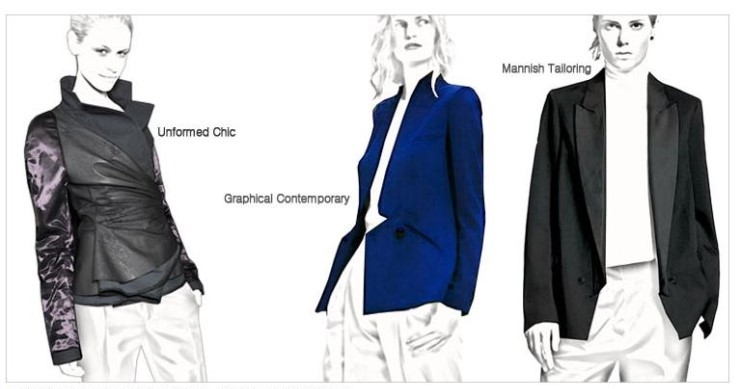 Unformed Chic
Graphical Contemporary
Mannish Tailoring